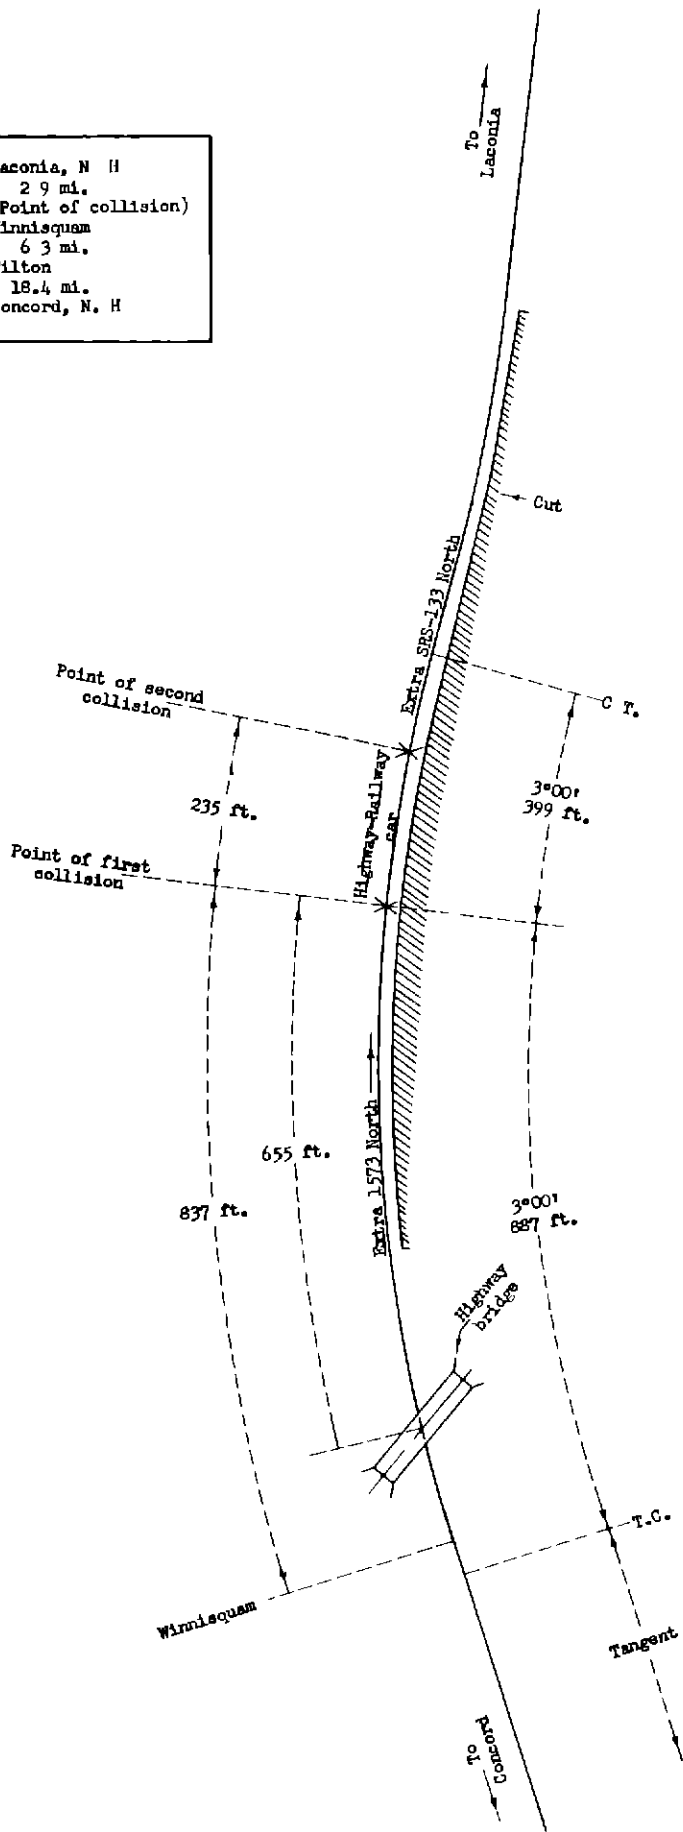 To
Laconia
aconia, N H
2 9 mi.
Point of collision)
innisquam
6 3 mi.
ilton
18.4 mi.
oncord, N. H
Cut
Extra SRS-133 North
Point of second
collision
C T.
3°00'
399 ft.
235 ft.
Highway-Railway
car
Point of first
collision
655 ft.
837 ft.
Extra 1573 North
3°00'
887 ft.
Highway
bridge
T.C.
Winnisquam
Tangent
To
Concord